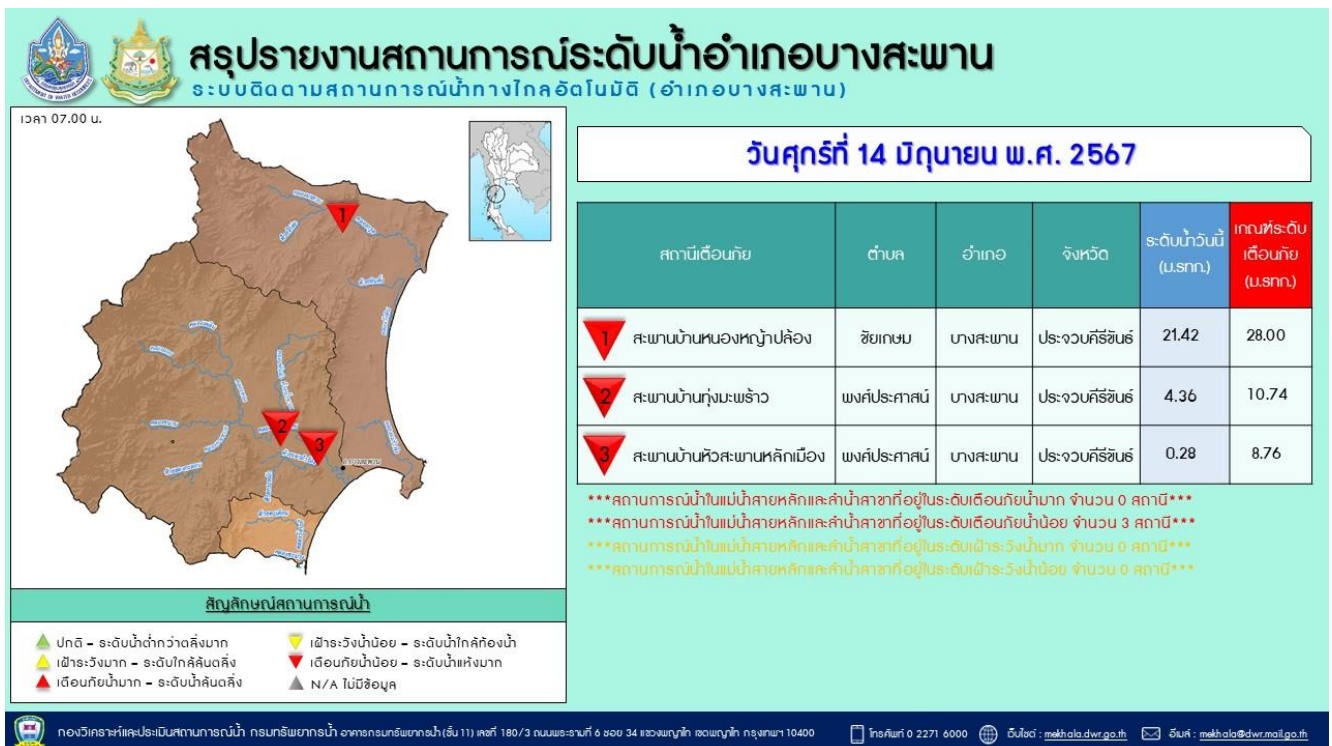 สรุปรายงานสถานการณ์ระดับน้ำอำเภอบางสะพาน
ระบบติดตามสถานการณ์น้ำทางไกลอัตโนมัติ (อำเภอบางสะพาน)
เวลา 07.00 น.
1
2
3
วันศุกร์ที่ 14 มิถุนายน พ.ศ. 2567
สถานีเตือนภัย ตำบล อำเภอ จังหวัด ระดับน้ำวันนี้ (ม.รทก.) เกณฑ์ระดับเตือนภัย (ม.รทก.)
1 สะพานบ้านหนองหญ้าปล้อง ชัยเกษม บางสะพาน ประจวบคีรีขันธ์ 21.42 28.00
2 สะพานบ้านทุ่งมะพร้าว พงศ์ประศาสน์ บางสะพาน ประจวบคีรีขันธ์ 4.36 10.74
3 สะพานบ้านหัวสะพานหลักเมือง พงศ์ประศาสน์ บางสะพาน ประจวบคีรีขันธ์ 0.28 8.76
***สถานการณ์น้ำในแม่น้ำสายหลักและลำน้ำสาขาที่อยู่ในระดับเตือนภัยน้ำมาก จำนวน 0 สถานี***
***สถานการณ์น้ำในแม่น้ำสายหลักและลำน้ำสาขาที่อยู่ในระดับเตือนภัยน้ำน้อย จำนวน 3 สถานี***
***สถานการณ์น้ำในแม่น้ำสายหลักและลำน้ำสาขาที่อยู่ในระดับเฝ้าระวังน้ำมาก จำนวน 0 สถานี***
***สถานการณ์น้ำในแม่น้ำสายหลักและลำน้ำสาขาที่อยู่ในระดับเฝ้าระวังน้ำน้อย จำนวน 0 สถานี***
สัญลักษณ์สถานการณ์น้ำ
ปกติ - ระดับน้ำต่ำกว่าตลิ่งมาก
เฝ้าระวังมาก - ระดับใกล้ล้นตลิ่ง
เตือนภัยน้ำมาก - ระดับน้ำล้นตลิ่ง
เฝ้าระวังน้ำน้อย - ระดับน้ำใกล้ท้องน้ำ
เตือนภัยน้ำน้อย - ระดับน้ำแห้งมาก
N/A ไม่มีข้อมูล
กองวิเคราะห์และประเมินสถานการณ์น้ำ กรมทรัพยากรน้ำ อาคารกรมทรัพยากรน้ำ(ชั้น 11) เลขที่ 180/3 ถนนพระรามที่ 6 ซอย 34 แขวงพญาไท เขตพญาไท กรุงเทพฯ 10400 โทรศัพท์ 0 2271 6000 เว็บไซต์ : mekhala.dwr.go.th อีเมล์ : mekhala@dwr.mail.go.th